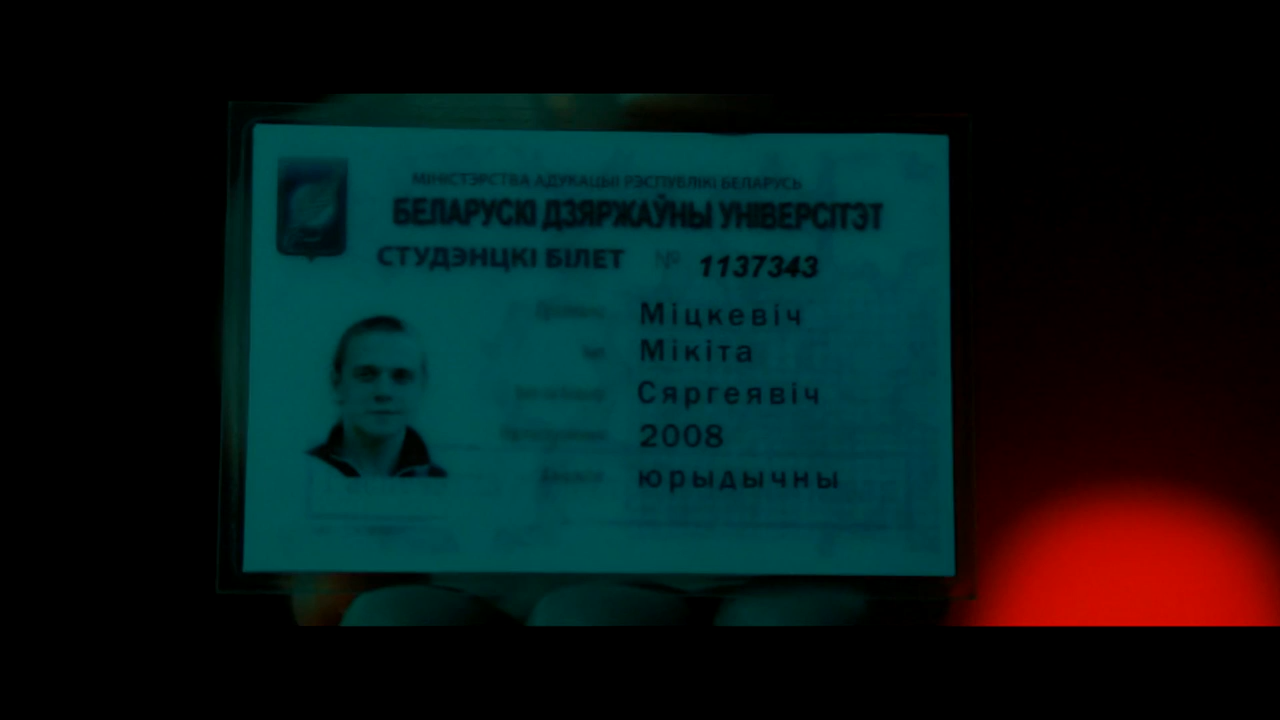 МІНІСТЭРСТВА АДУКАЦЫІ РЭСПУБЛІКІ БЕЛАРУСЬ
БЕЛАРУСКІ ДЗЯРЖАЎНЫ УНІВЕРСІТЭТ
СТУДЭНЦКІ БІЛЕТ № 1137343
Міцкевіч
Мікіта
Сяргеявіч
2008
юрыдычны